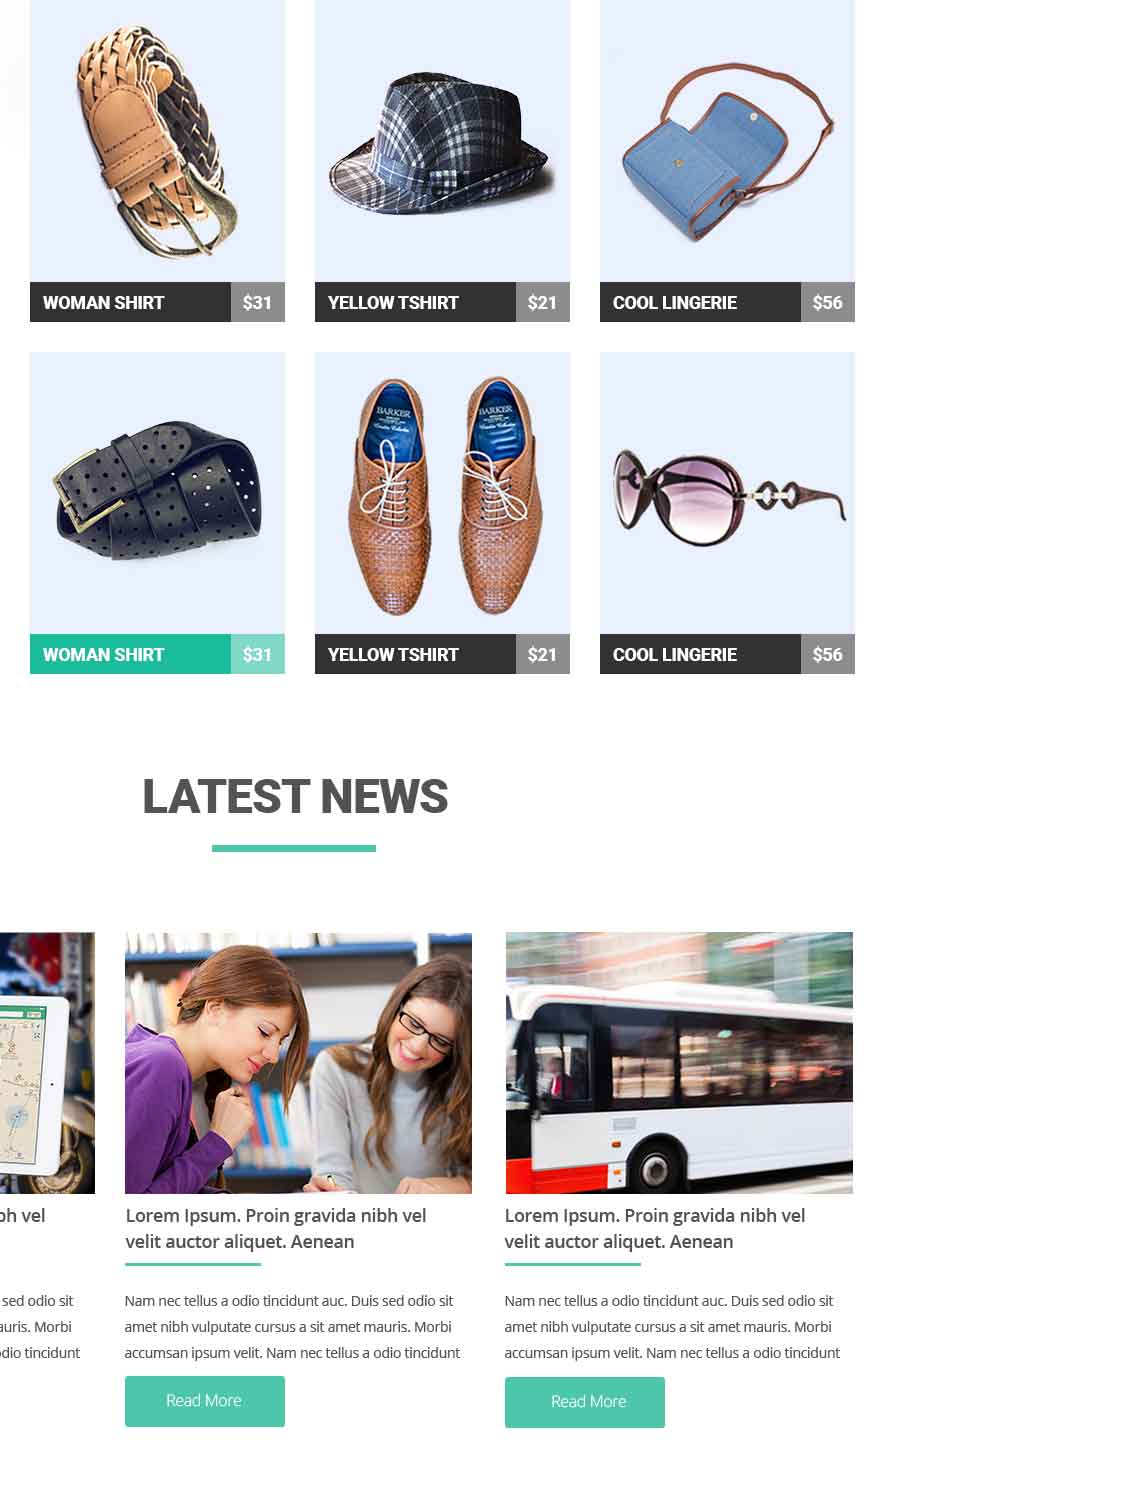 WOMAN SHIRT $31
YELLOW TSHIRT $21
COOL LINGERIE $56
BARKER
BARKER
WOMAN SHIRT $31
YELLOW TSHIRT $21
COOL LINGERIE $56
LATEST NEWS
bh vel
sed odio sit
auris. Morbi
odio tincidunt
Lorem Ipsum. Proin gravida nibh vel
velit auctor aliquet. Aenean
Nam nec tellus a odio tincidunt auc. Duis sed odio sit
amet nibh vulputate cursus a sit amet mauris. Morbi
accumsan ipsum velit. Nam nec tellus a odio tincidunt
Read More
Lorem Ipsum. Proin gravida nibh vel
velit auctor aliquet. Aenean
Nam nec tellus a odio tincidunt auc. Duis sed odio sit
amet nibh vulputate cursus a sit amet mauris. Morbi
accumsan ipsum velit. Nam nec tellus a odio tincidunt
Read More